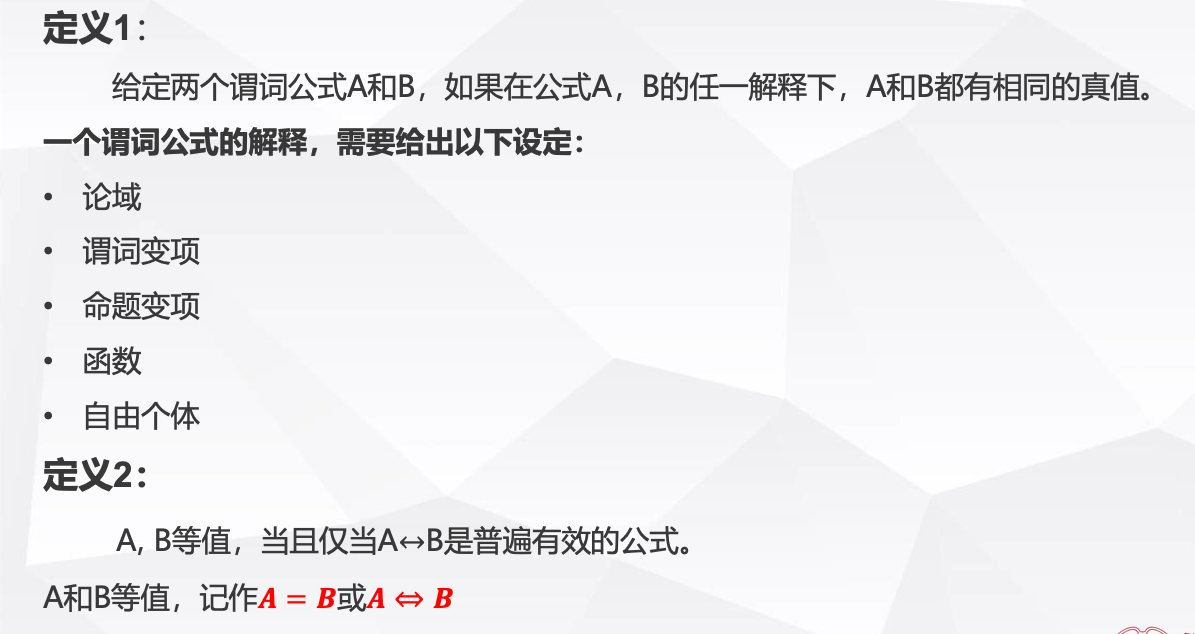 定义1：
给定两个谓词公式A和B，如果在公式A，B的任一解释下，A和B都有相同的真值。
一个谓词公式的解释，需要给出以下设定：
• 论域
• 谓词变项
• 命题变项
• 函数
• 自由个体
定义2：
A, B等值，当且仅当A↔B是普遍有效的公式。
A和B等值，记作A = B或A ⇔ B